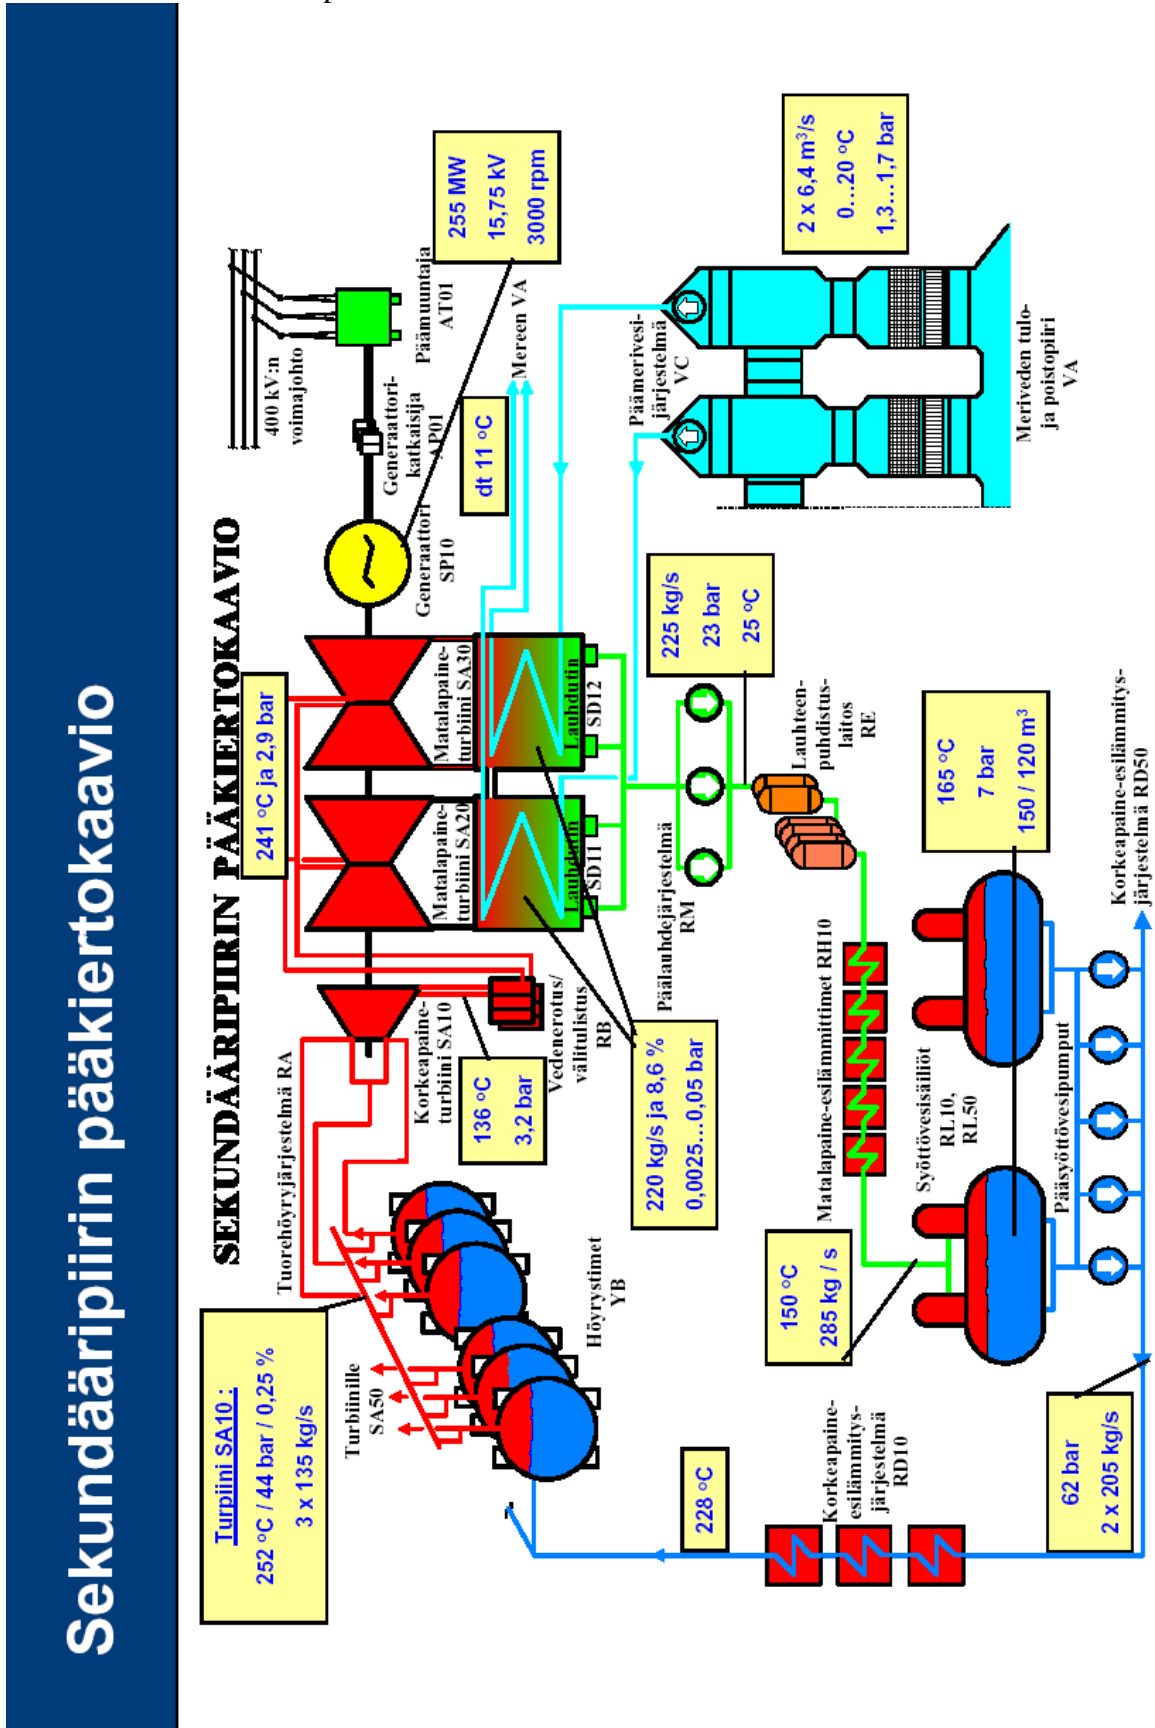 Sekundääripiirin pääkiertokaavio
SEKUNDÄÄRIPIIRIN PÄÄKIERTOKAAVIO
Turpiini SA10 :
252 °C / 44 bar / 0,25 %
3 x 135 kg/s
Tuorehöyryjärjestelmä RA
241 °C ja 2,9 bar
400 kV:n
voimajohto
Turbiinille
SA50
Höyrystimet
YB
Korkeapaine-
turbiini SA10
136 °C
3,2 bar
Vedenerotus/
välitulistus
RB
Matalapaine-
turbiini SA20
Matalapaine-
turbiini SA30
Lauhdutin
SD11
Lauhdutin
SD12
Generaattori
SP10
Generaattori-
katkaisija
AP01
Päämuuntaja
AT01
255 MW
15,75 kV
3000 rpm
dt 11 °C
Mereen VA
220 kg/s ja 8,6 %
0,0025...0,05 bar
Päälauhdejärjestelmä
RM
225 kg/s
23 bar
25 °C
Päämerivesi-
järjestelmä
VC
2 x 6,4 m³/s
0...20 °C
1,3...1,7 bar
Meriveden tulo-
ja poistopiiri
VA
Lauhteen-
puhdistus-
laitos
RE
Matalapaine-esilämmittimet RH10
150 °C
285 kg / s
Syöttövesisäiliöt
RL10,
RL50
165 °C
7 bar
150 / 120 m³
Pääsyöttövesipumput
228 °C
Korkeapaine-
esilämmitys-
järjestelmä
RD10
62 bar
2 x 205 kg/s
Korkeapaine-esilämmitys-
järjestelmä RD50